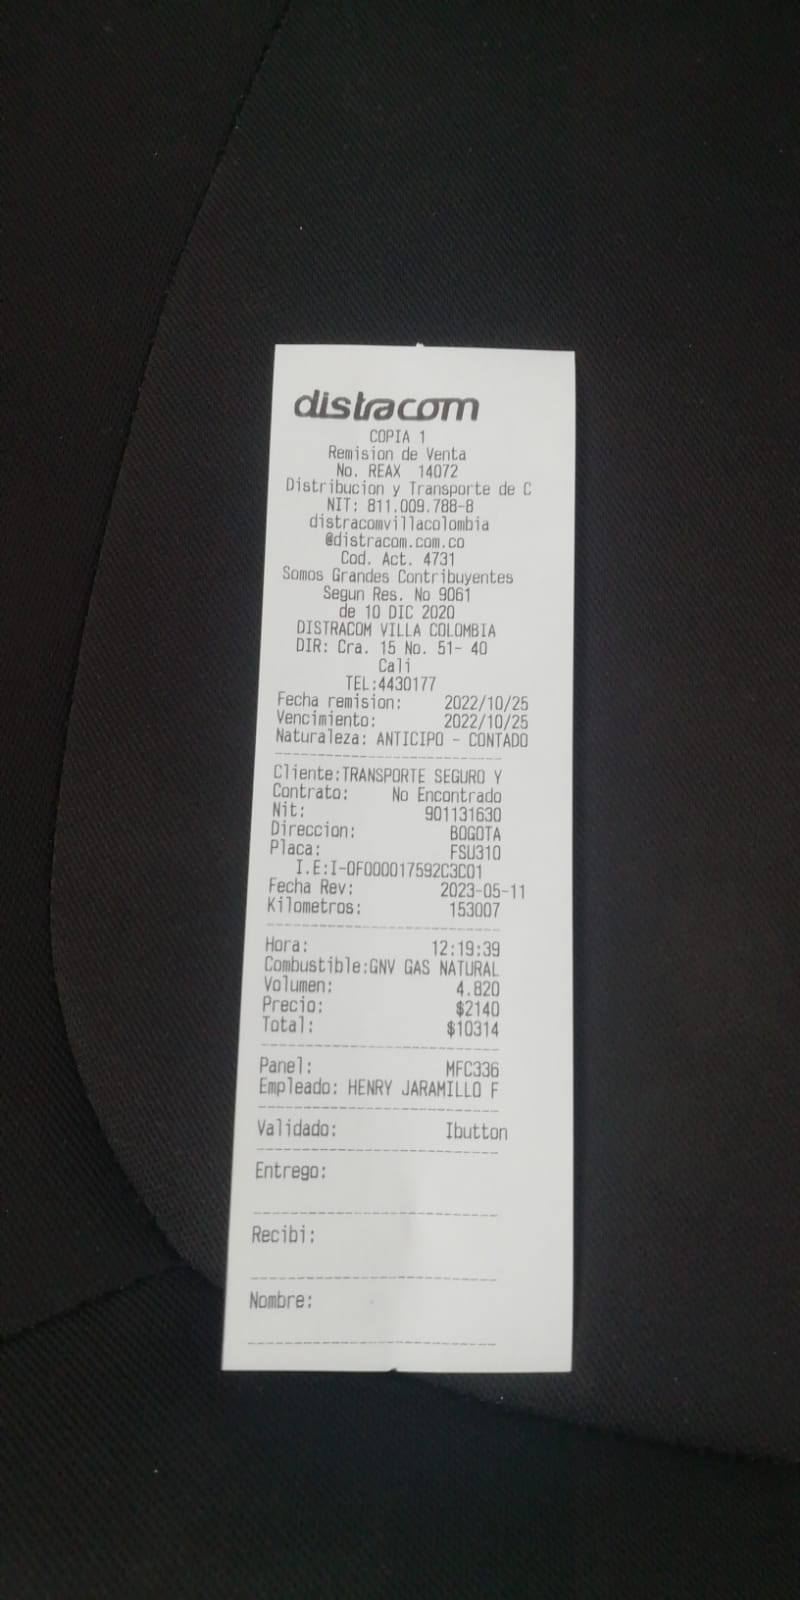 distracom
COPIA 1
Remision de Venta
No. REAX 14072
Distribucion y Transporte de C
NIT: 811.009.788-8
distracomvillacolombia
@distracom.com.co
Cod. Act. 4731
Somos Grandes Contribuyentes
Segun Res. No 9061
de 10 DIC 2020
DISTRACOM VILLA COLOMBIA
DIR: Cra. 15 No. 51- 40
Cali
TEL:4430177
Fecha remision: 2022/10/25
Vencimiento: 2022/10/25
Naturaleza: ANTICIPO - CONTADO
Cliente:TRANSPORTE SEGURO Y
Contrato: No Encontrado
Nit: 901131630
Direccion: BOGOTA
Placa: FSU310
I.E:I-0F000017592C3C01
Fecha Rev: 2023-05-11
Kilometros: 153007
Hora: 12:19:39
Combustible:GNV GAS NATURAL
Volumen: 4.820
Precio: $2140
Total: $10314
Panel: MFC336
Empleado: HENRY JARAMILLO F
Validado: Ibutton
Entrego:
Recibi:
Nombre: